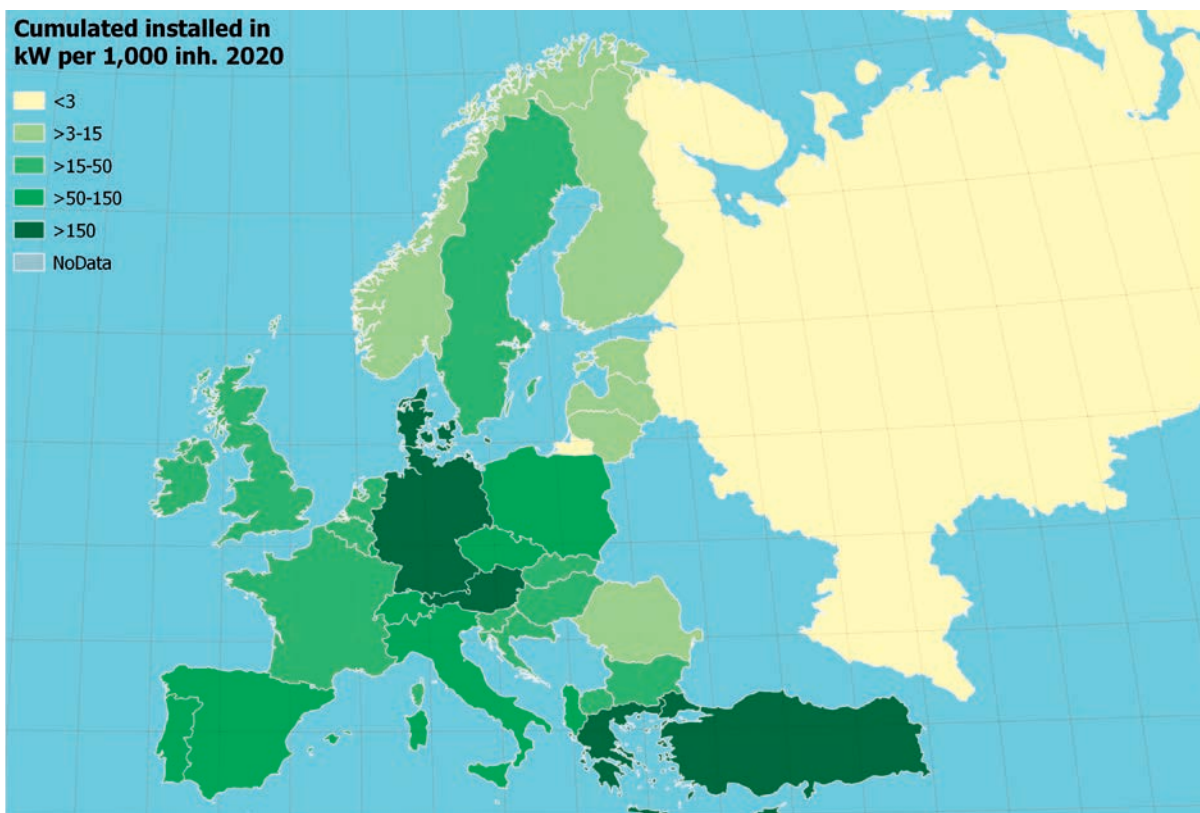 Cumulated installed in
kW per 1,000 inh. 2020
<3
>3-15
>15-50
>50-150
>150
NoData